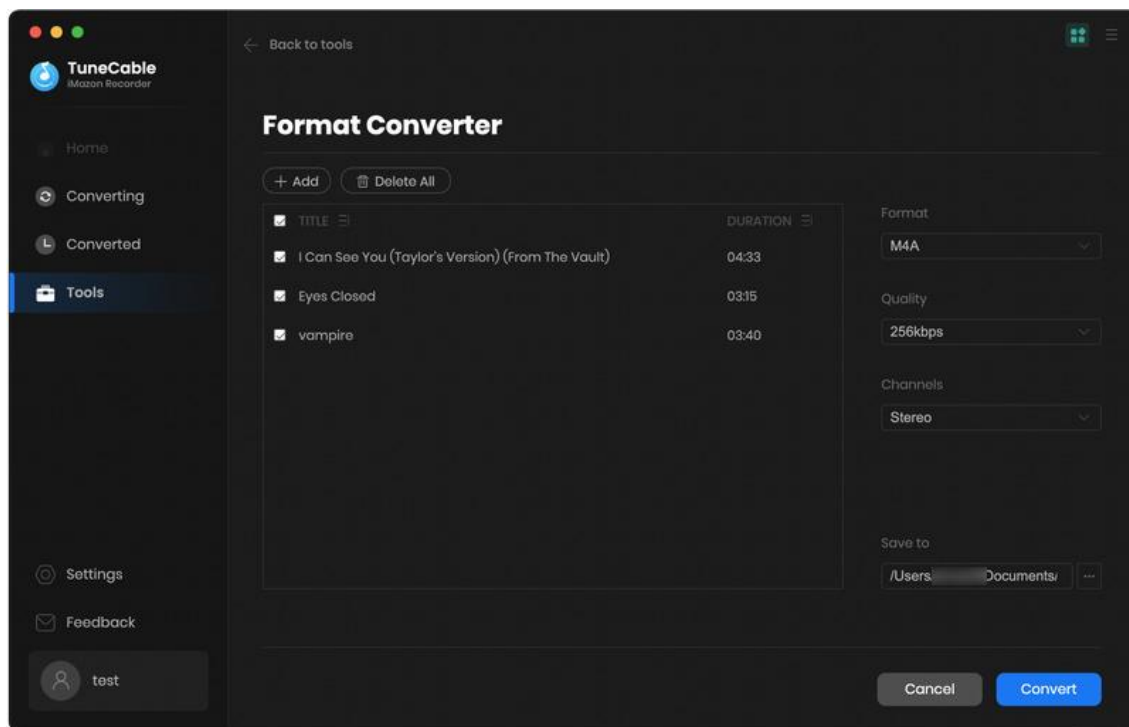 TuneCable
iMazon Recorder
Home
Converting
Converted
Tools
Settings
Feedback
test
Back to tools
Format Converter
+ Add
Delete All
TITLE
DURATION
I Can See You (Taylor's Version) (From The Vault)
04:33
Eyes Closed
03:15
vampire
03:40
Format
M4A
Quality
256kbps
Channels
Stereo
Save to
/Users/ Documents/
...
Cancel
Convert